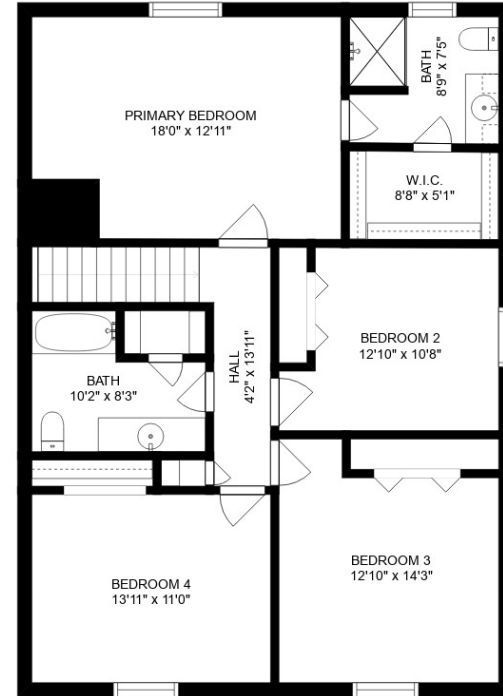 PRIMARY BEDROOM
18'0" x 12'11"
BATH
8'9" x 7'5"
W.I.C.
8'8" x 5'1"
HALL
4'2" x 13'11"
BEDROOM 2
12'10" x 10'8"
BATH
10'2" x 8'3"
BEDROOM 3
12'10" x 14'3"
BEDROOM 4
13'11" x 11'0"